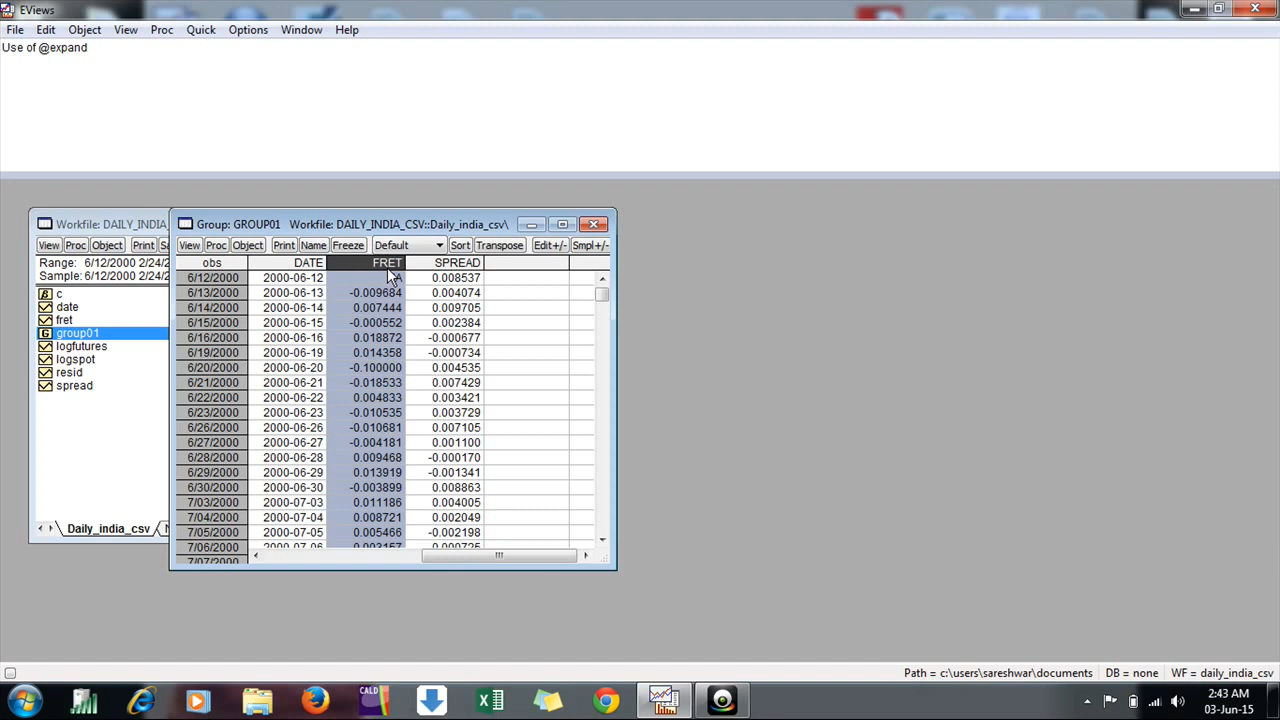 EViews
File Edit Object View Proc Quick Options Window Help
Use of @expand
Workfile: DAILY_INDIA_
View Proc Object Print
Range: 6/12/2000 2/24/2
Sample: 6/12/2000 2/24/2
c
date
fret
group01
logfutures
logspot
resid
spread
Daily_india_csv
Group: GROUP01 Workfile: DAILY_INDIA_CSV::Daily_india_csv\
View Proc Object Print Name Freeze Default Sort Transpose Edit+/- Smpl+/-
obs DATE FRET SPREAD
6/12/2000 2000-06-12 0.008537
6/13/2000 2000-06-13 -0.009684 0.004074
6/14/2000 2000-06-14 0.007444 0.009705
6/15/2000 2000-06-15 -0.000552 0.002384
6/16/2000 2000-06-16 0.018872 -0.000677
6/19/2000 2000-06-19 0.014358 -0.000734
6/20/2000 2000-06-20 -0.100000 0.004535
6/21/2000 2000-06-21 -0.018533 0.007429
6/22/2000 2000-06-22 0.004833 0.003421
6/23/2000 2000-06-23 -0.010535 0.003729
6/26/2000 2000-06-26 -0.010681 0.007105
6/27/2000 2000-06-27 -0.004181 0.001100
6/28/2000 2000-06-28 0.009468 -0.000170
6/29/2000 2000-06-29 0.013919 -0.001341
6/30/2000 2000-06-30 -0.003899 0.008863
7/03/2000 2000-07-03 0.011186 0.004005
7/04/2000 2000-07-04 0.008721 0.002049
7/05/2000 2000-07-05 0.005466 -0.002198
7/06/2000 2000-07-06 0.003157 0.000725
7/07/2000
Path = c:\users\sareshwar\documents DB = none WF = daily_india_csv
CALD
2:43 AM
03-Jun-15